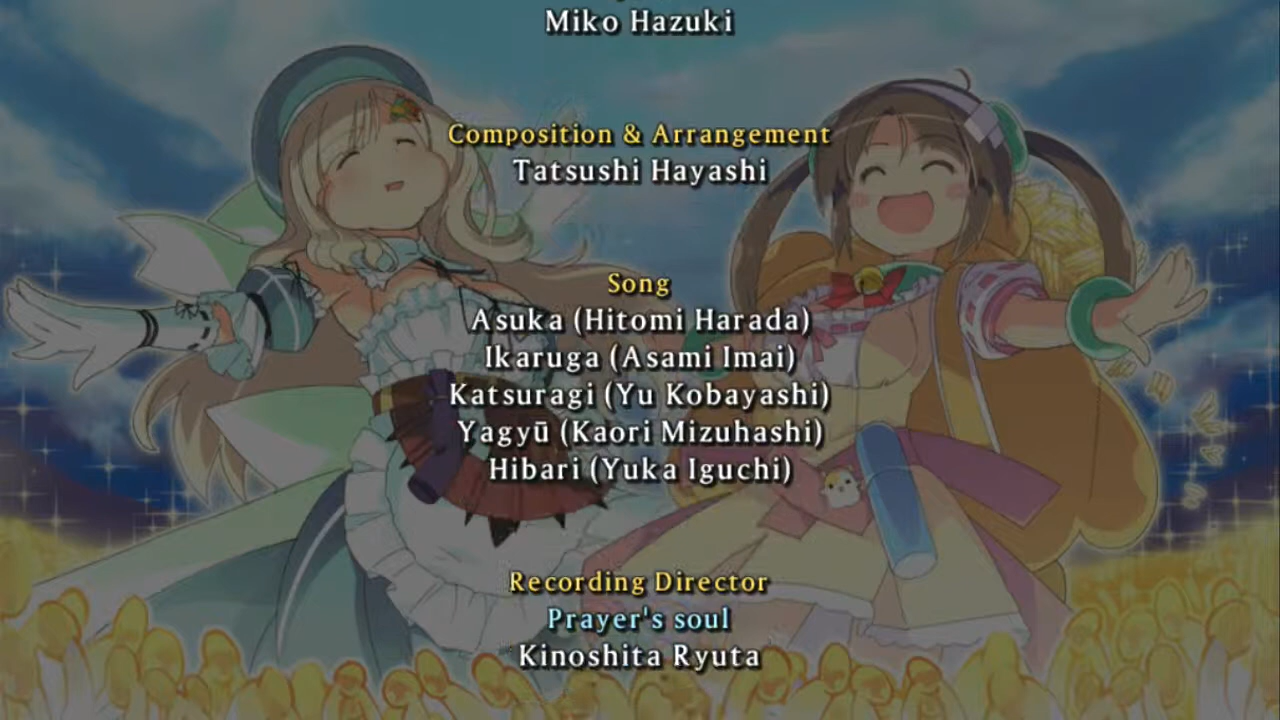 Miko Hazuki
Composition & Arrangement
Tatsushi Hayashi
Song
Asuka (Hitomi Harada)
Ikaruga (Asami Imai)
Katsuragi (Yu Kobayashi)
Yagyū (Kaori Mizuhashi)
Hibari (Yuka Iguchi)
Recording Director
Prayer's soul
Kinoshita Ryuta